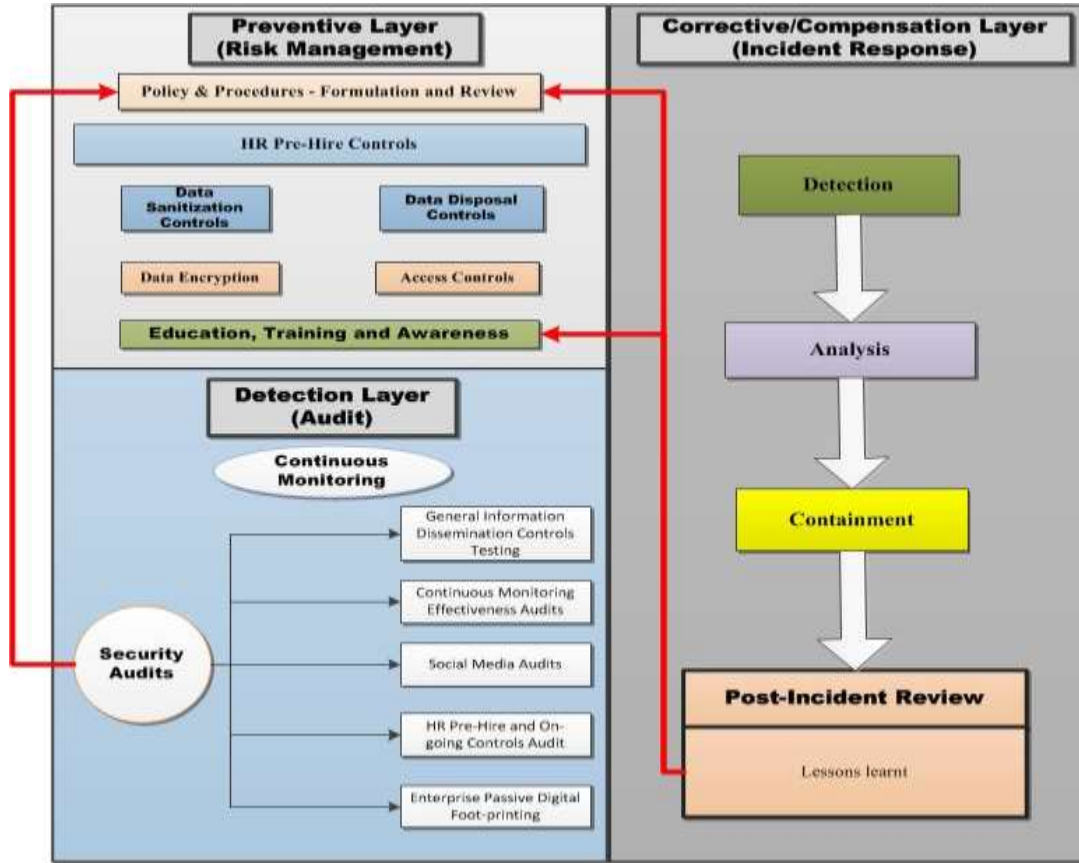 Preventive Layer
(Risk Management)
Policy & Procedures - Formulation and Review
HR Pre-Hire Controls
Data
Sanitization
Controls
Data Disposal
Controls
Data Encryption
Access Controls
Education, Training and Awareness
Detection Layer
(Audit)
Continuous
Monitoring
Security
Audits
General Information
Dissemination Controls
Testing
Continuous Monitoring
Effectiveness Audits
Social Media Audits
HR Pre-Hire and On-
going Controls Audit
Enterprise Passive Digital
Foot-printing
Corrective/Compensation Layer
(Incident Response)
Detection
Analysis
Containment
Post-Incident Review
Lessons learnt